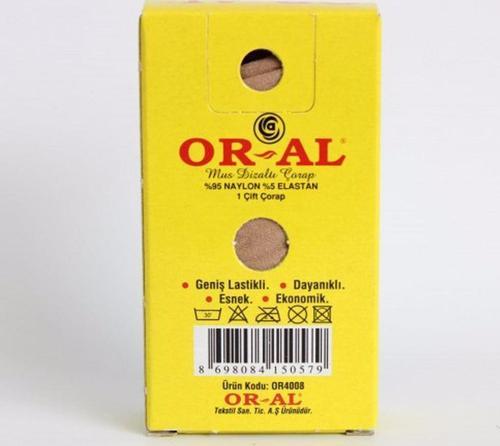 OR~AL®
Mus Dizaltı Çorap
%95 NAYLON %5 ELASTAN
1 Çift Çorap
• Geniş Lastikli. • Dayanıklı.
• Esnek. • Ekonomik.
30°
8 698084 150579
Ürün Kodu: OR4008
OR~AL®
Tekstil San. Tic. A.Ş Ürünüdür.